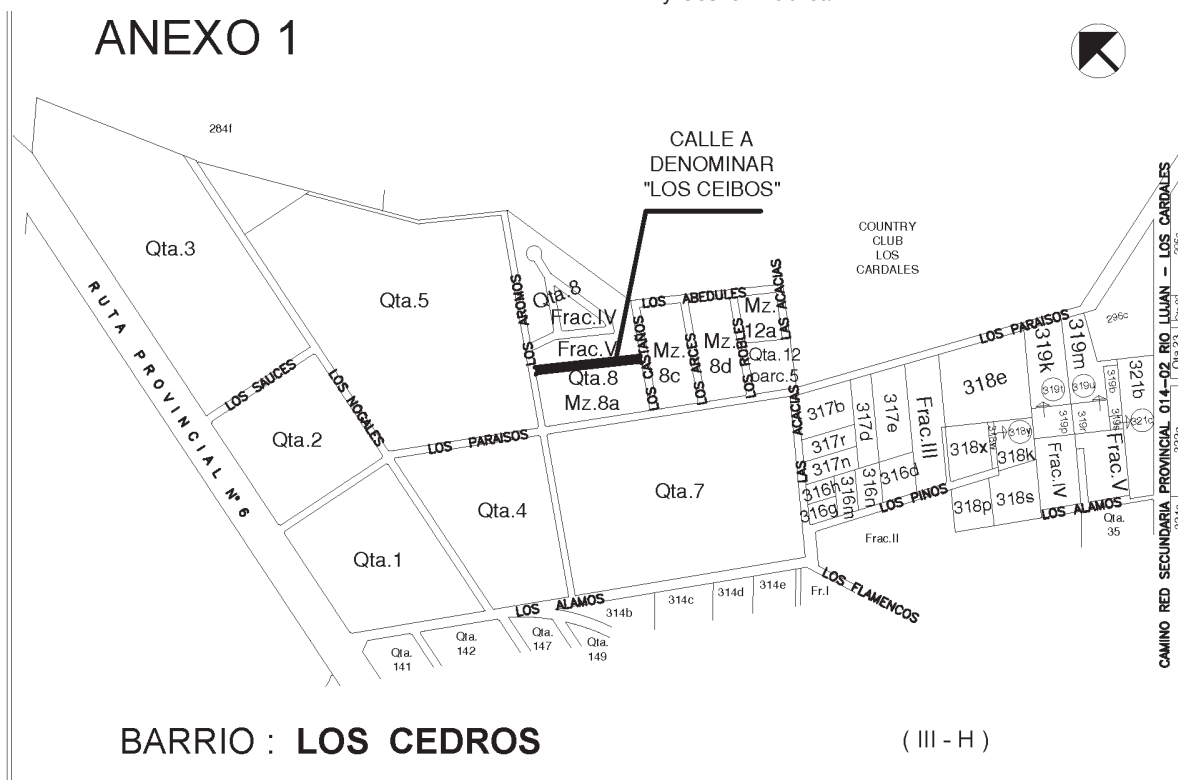 ANEXO 1
284f
CALLE A
DENOMINAR
"LOS CEIBOS"
COUNTRY
CLUB
LOS
CARDALES
Qta.3
Qta.5
RUTA PROVINCIAL N° 6
LOS AROMOS
Qta.8
Frac.IV
Frac.V
Qta.8
Mz.8a
LOS ABEDULES
LOS CASTAÑOS
Mz.
8c
LOS ARCES
Mz.
8d
LOS ROBLES
Mz.
12a
Qta.12
parc.5
LAS ACACIAS
LOS PARAISOS
LOS SAUCES
LOS NOGALES
Qta.2
LOS PARAISOS
Qta.4
Qta.7
Qta.1
LAS ACACIAS
317b
317r
317n
316h
316g
317d
316m
317e
316n
316d
Frac.III
LOS PINOS
318e
318x
318k
318p
318s
319k
319m
319t
319u
319p
319r
319b
321b
296c
Frac.IV
Frac.V
LOS ALAMOS
Qta.
35
Frac.II
Fr.I
LOS FLAMENCOS
LOS ALAMOS
314b
314c
314d
314e
Qta.
141
Qta.
142
Qta.
147
Qta.
149
CAMINO RED SECUNDARIA PROVINCIAL 014-02 RIO LUJAN - LOS CARDALES
BARRIO : LOS CEDROS
( III - H )